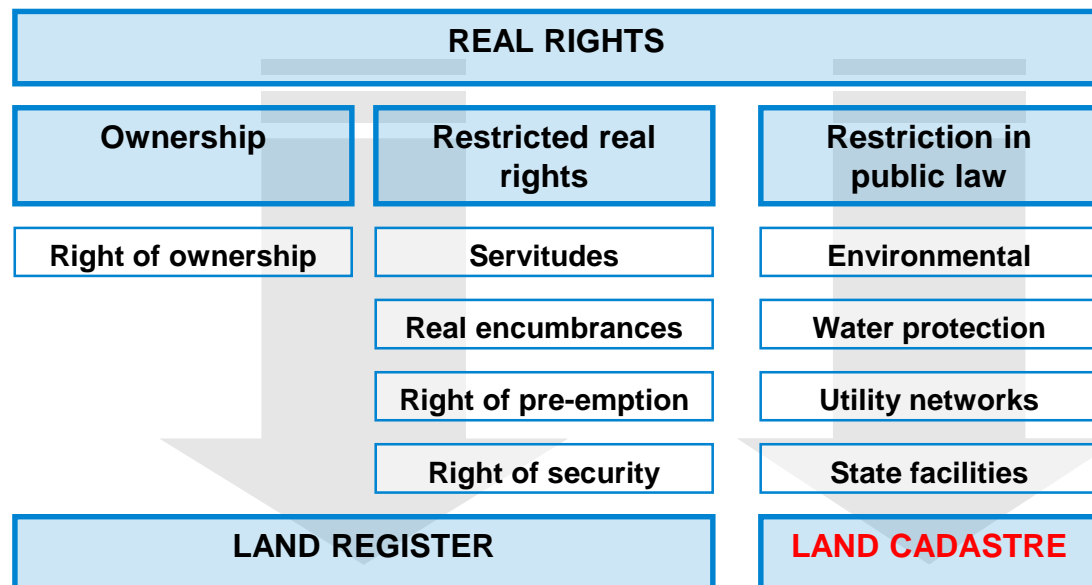 REAL RIGHTS
Ownership
Restricted real
rights
Restriction in
public law
Right of ownership
Servitudes
Environmental
Real encumbrances
Water protection
Right of pre-emption
Utility networks
Right of security
State facilities
LAND REGISTER
LAND CADASTRE